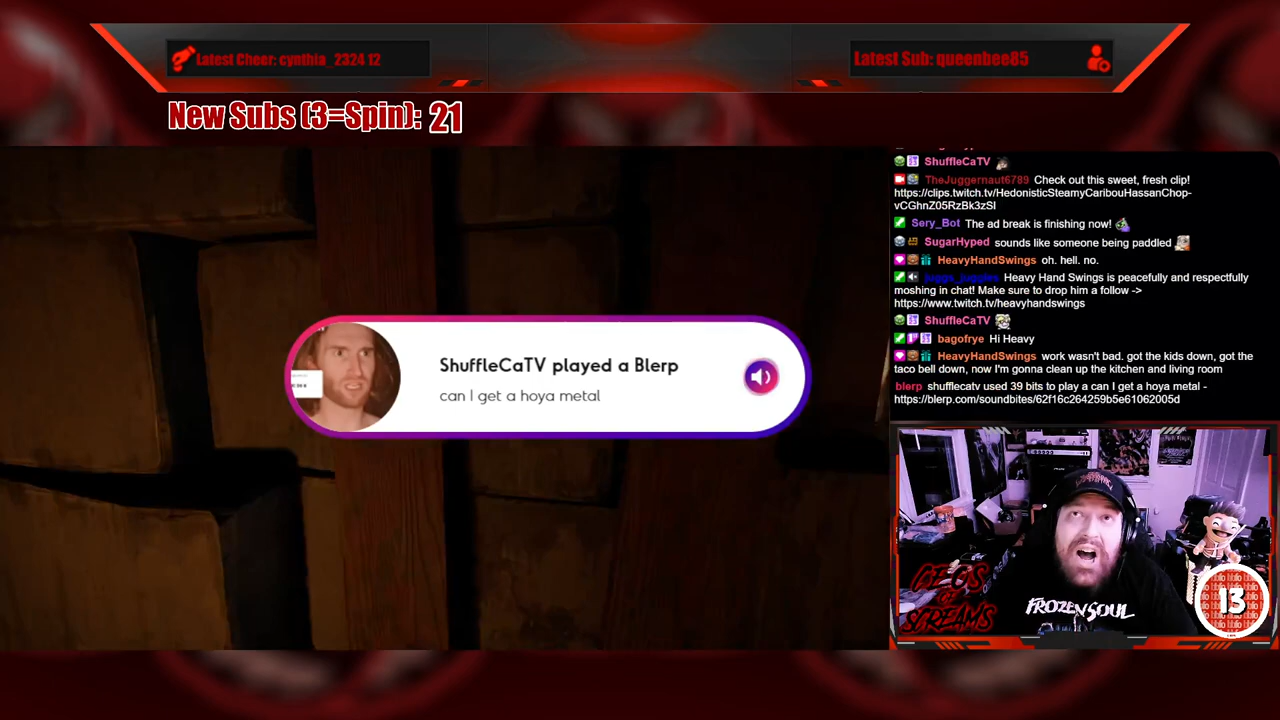 Latest Cheer: cynthia_2324 12
Latest Sub: queenbee85
New Subs (3=Spin): 21
ShuffleCaTV played a Blerp
can I get a hoya metal
ShuffleCaTV
TheJuggernaut6789 Check out this sweet, fresh clip!
https://clips.twitch.tv/HedonisticSteamyCaribouHassanChop-
vCGhnZ05RzBk3zSI
Sery_Bot The ad break is finishing now!
SugarHyped sounds like someone being paddled
HeavyHandSwings oh. hell. no.
Heavy Hand Swings is peacefully and respectfully
moshing in chat! Make sure to drop him a follow ->
https://www.twitch.tv/heavyhandswings
ShuffleCaTV
bagofrye Hi Heavy
HeavyHandSwings work wasn't bad. got the kids down, got the
taco bell down, now I'm gonna clean up the kitchen and living room
blerp shufflecatv used 39 bits to play a can I get a hoya metal -
https://blerp.com/soundbites/62f16c264259b5e61062005d
FROZEN SOUL
OF
SCREAMS
13